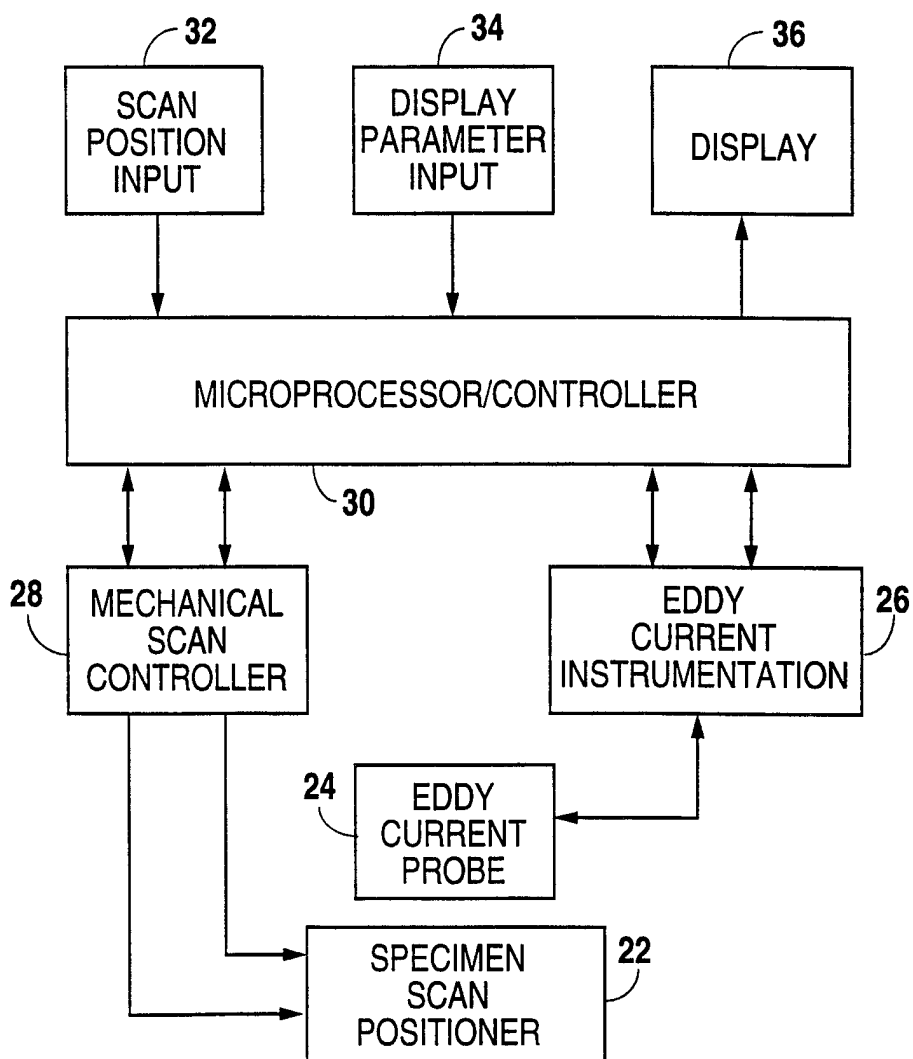 32
34
36
SCAN
POSITION
INPUT
DISPLAY
PARAMETER
INPUT
DISPLAY
MICROPROCESSOR/CONTROLLER
30
28
MECHANICAL
SCAN
CONTROLLER
EDDY
CURRENT
INSTRUMENTATION
26
24
EDDY
CURRENT
PROBE
SPECIMEN
SCAN
POSITIONER
22